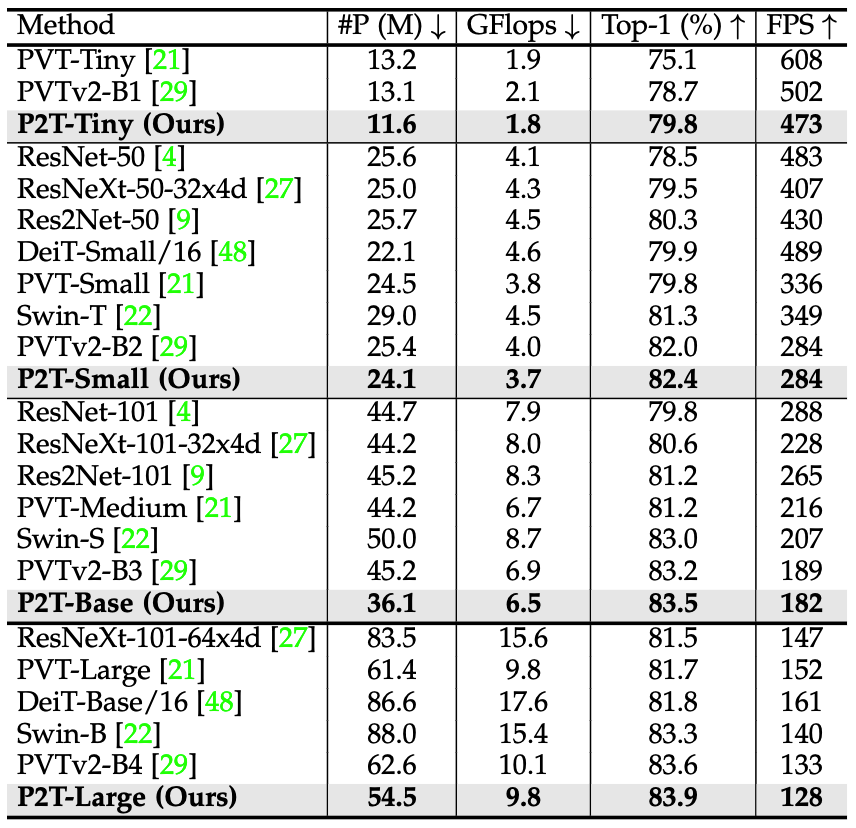 Method #P (M) ↓ GFlops ↓ Top-1 (%) ↑ FPS ↑
PVT-Tiny [21] 13.2 1.9 75.1 608
PVTv2-B1 [29] 13.1 2.1 78.7 502
P2T-Tiny (Ours) 11.6 1.8 79.8 473
ResNet-50 [4] 25.6 4.1 78.5 483
ResNeXt-50-32x4d [27] 25.0 4.3 79.5 407
Res2Net-50 [9] 25.7 4.5 80.3 430
DeiT-Small/16 [48] 22.1 4.6 79.9 489
PVT-Small [21] 24.5 3.8 79.8 336
Swin-T [22] 29.0 4.5 81.3 349
PVTv2-B2 [29] 25.4 4.0 82.0 284
P2T-Small (Ours) 24.1 3.7 82.4 284
ResNet-101 [4] 44.7 7.9 79.8 288
ResNeXt-101-32x4d [27] 44.2 8.0 80.6 228
Res2Net-101 [9] 45.2 8.3 81.2 265
PVT-Medium [21] 44.2 6.7 81.2 216
Swin-S [22] 50.0 8.7 83.0 207
PVTv2-B3 [29] 45.2 6.9 83.2 189
P2T-Base (Ours) 36.1 6.5 83.5 182
ResNeXt-101-64x4d [27] 83.5 15.6 81.5 147
PVT-Large [21] 61.4 9.8 81.7 152
DeiT-Base/16 [48] 86.6 17.6 81.8 161
Swin-B [22] 88.0 15.4 83.3 140
PVTv2-B4 [29] 62.6 10.1 83.6 133
P2T-Large (Ours) 54.5 9.8 83.9 128